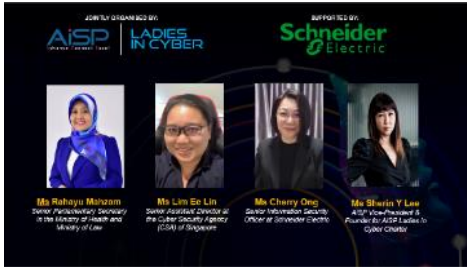 JOINTLY ORGANISED BY:
SUPPORTED BY:
AiSP
LADIES
IN CYBER
Schneider
Electric
Ms Rahayu Mahzam
Senior Parliamentary Secretary
in the Ministry of Health and
Ministry of Law
Ms Lim Ee Lin
Senior Assistant Director at
the Cyber Security Agency
(CSA) of Singapore
Ms Cherry Ong
Senior Information Security
Officer at Schneider Electric
Ms Sherin Y Lee
AiSP Vice-President &
Founder for AiSP Ladies in
Cyber Charter